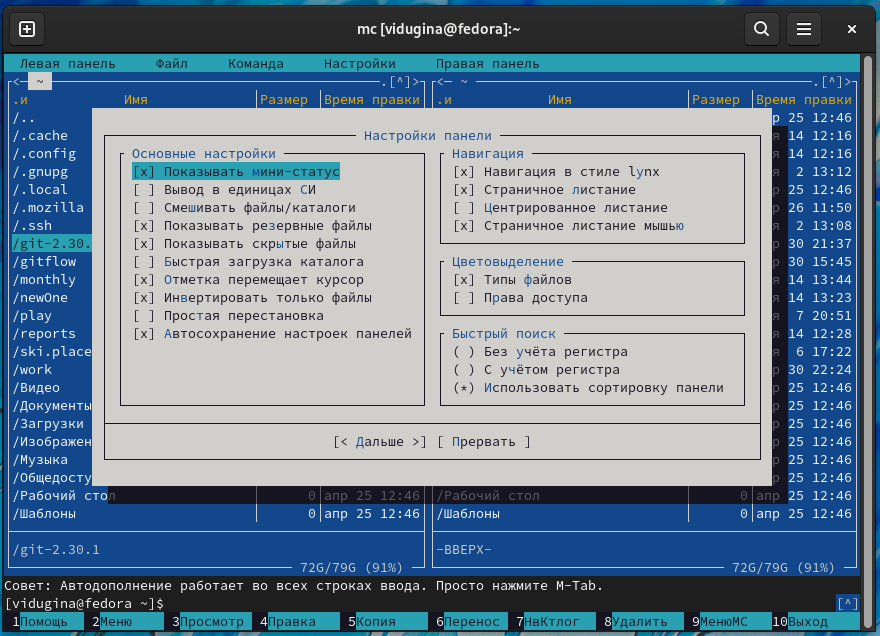 mc [vidugina@fedora]:~
Левая панель Файл Команда Настройки Правая панель
<─ ~ .[^]> <─ ~ .[^]>
.и Имя Размер Время правки .и Имя Размер Время правки
/.. р 25 12:46
Настройки панели
/.cache я 14 12:16
/.config Основные настройки Навигация я 14 12:16
/.gnupg [x] Показывать мини-статус [x] Навигация в стиле lynx я 2 13:12
/.local [ ] Вывод в единицах СИ [x] Страничное листание р 25 12:46
/.mozilla [ ] Смешивать файлы/каталоги [ ] Центрированное листание р 26 11:50
/.ssh [x] Показывать резервные файлы [x] Страничное листание мышью я 2 13:08
/git-2.30. [x] Показывать скрытые файлы р 30 21:37
/gitflow [ ] Быстрая загрузка каталога Цветовыделение р 30 15:45
/monthly [x] Отметка перемещает курсор [x] Типы файлов я 14 13:44
/newOne [x] Инвертировать только файлы [ ] Права доступа я 14 13:23
/play [ ] Простая перестановка я 7 20:51
/reports [x] Автосохранение настроек панелей Быстрый поиск я 14 12:28
/ski.place ( ) Без учёта регистра я 6 17:22
/work ( ) С учётом регистра р 30 22:24
/Видео (*) Использовать сортировку панели р 25 12:46
/Документы р 25 12:46
/Загрузки р 25 12:46
/Изображен [< Дальше >] [ Прервать ] р 25 12:46
/Музыка р 25 12:46
/Общедосту р 25 12:46
/Рабочий стол 0 апр 25 12:46 /Рабочий стол 0 апр 25 12:46
/Шаблоны 0 апр 25 12:46 /Шаблоны 0 апр 25 12:46
/git-2.30.1 -ВВЕРХ-
72G/79G (91%) 72G/79G (91%)
Совет: Автодополнение работает во всех строках ввода. Просто нажмите M-Tab.
[vidugina@fedora ~]$ [^]
1Помощь 2Меню 3Просмотр 4Правка 5Копия 6Перенос 7НвКтлог 8Удалить 9МенюMC 10Выход